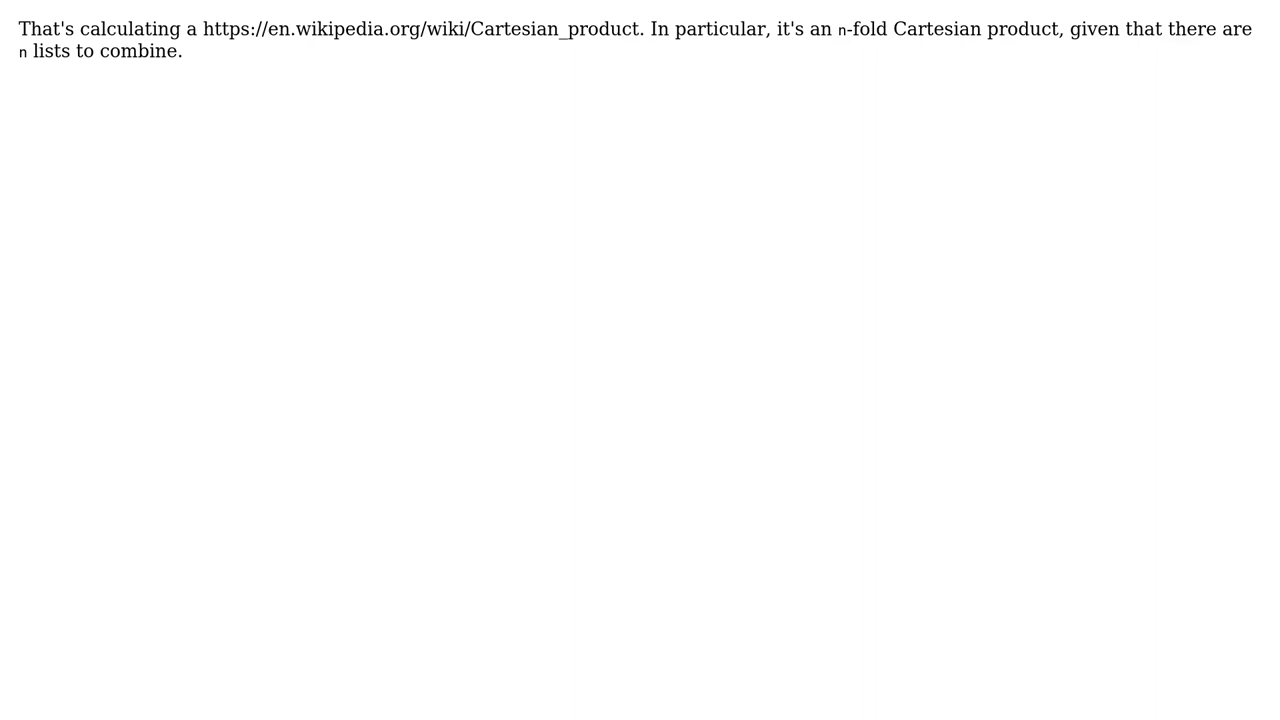 That's calculating a https://en.wikipedia.org/wiki/Cartesian_product. In particular, it's an n-fold Cartesian product, given that there are
n lists to combine.